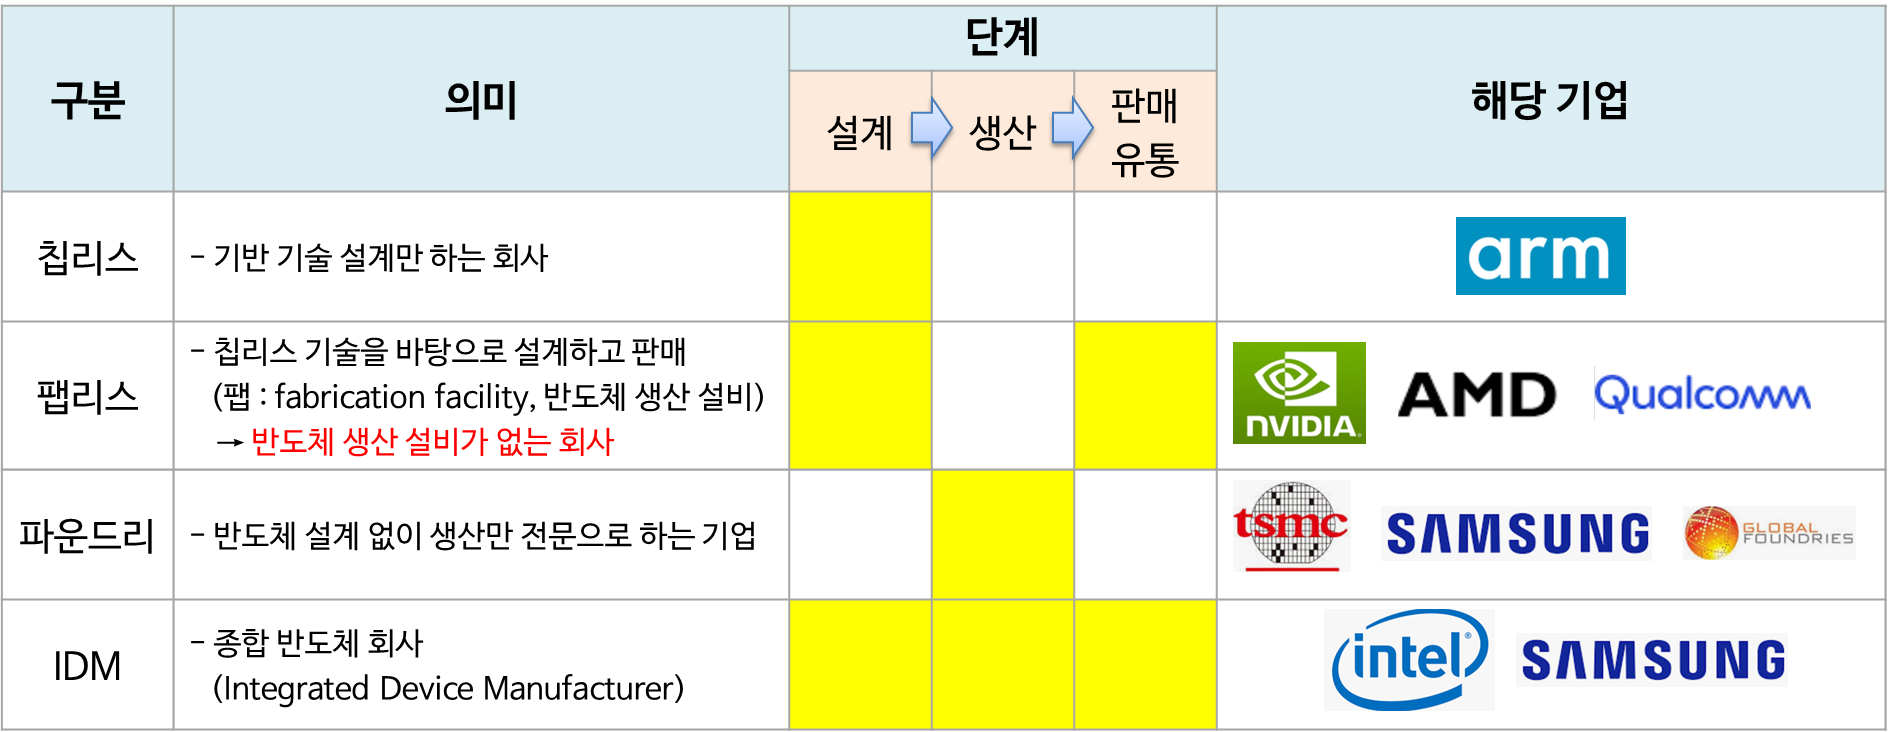 구분
의미
단계
해당 기업
설계
생산
판매
유통
칩리스
- 기반 기술 설계만 하는 회사
arm
팹리스
- 칩리스 기술을 바탕으로 설계하고 판매
(팹 : fabrication facility, 반도체 생산 설비)
→ 반도체 생산 설비가 없는 회사
NVIDIA.
AMD
Qualcomm
파운드리
- 반도체 설계 없이 생산만 전문으로 하는 기업
tsmc
SAMSUNG
GLOBAL
FOUNDRIES
IDM
- 종합 반도체 회사
(Integrated Device Manufacturer)
intel®
SAMSUNG